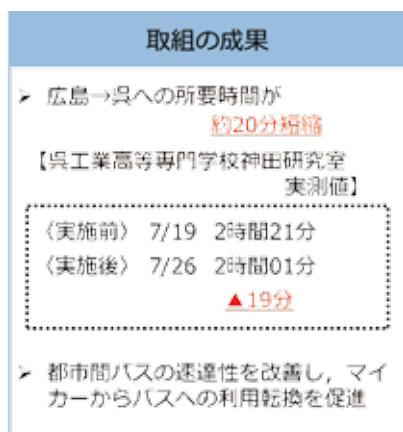 取組の成果
➤ 広島→呉への所要時間が
約20分短縮
【呉工業高等専門学校神田研究室
実測値】
〈実施前〉 7/19 2時間21分
〈実施後〉 7/26 2時間01分
▲19分
➤ 都市間バスの速達性を改善し，マイ
カーからバスへの利用転換を促進